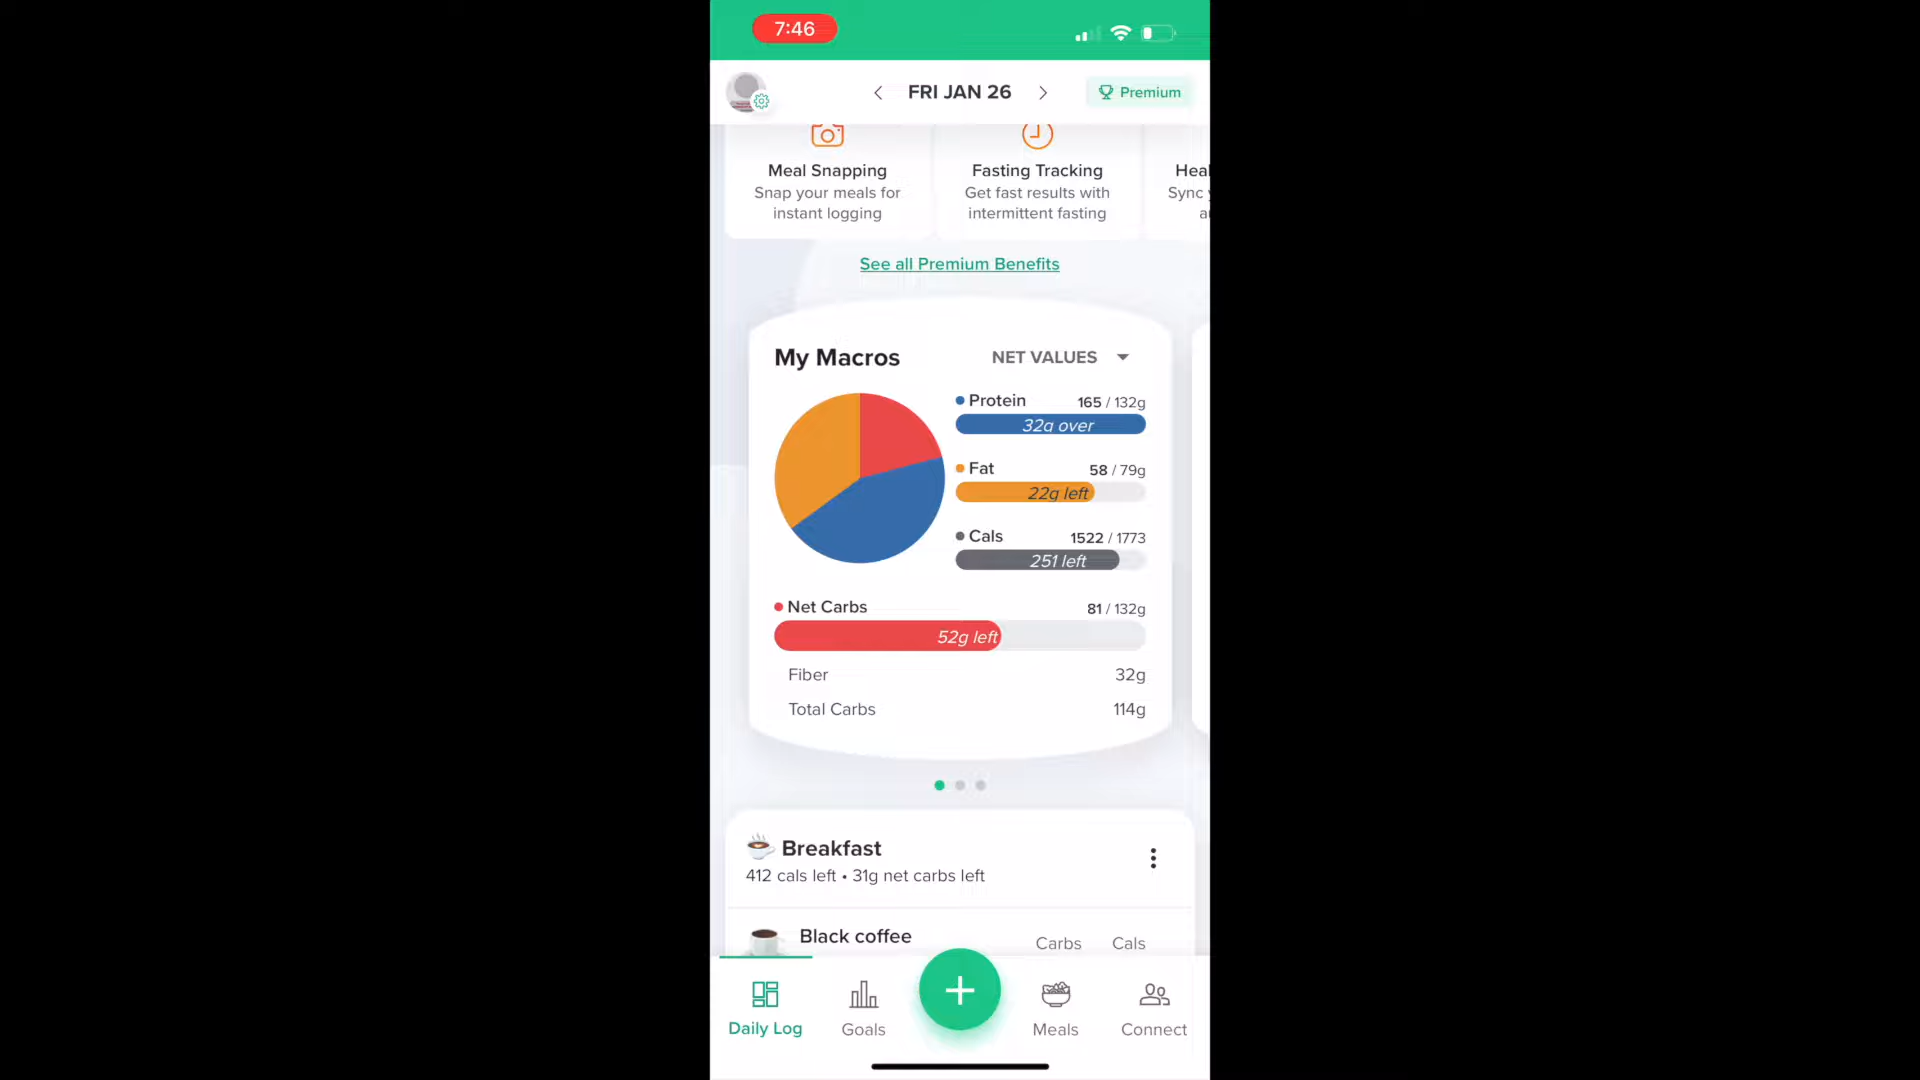 7:46
FRI JAN 26
Premium
Meal Snapping
Snap your meals for
instant logging
Fasting Tracking
Get fast results with
intermittent fasting
Sync
See all Premium Benefits
My Macros
NET VALUES
Protein 165 / 132g
32g over
Fat 58 / 79g
22g left
Cals 1522 / 1773
251 left
Net Carbs 81 / 132g
52g left
Fiber 32g
Total Carbs 114g
Breakfast
412 cals left • 31g net carbs left
Black coffee
Carbs Cals
Daily Log
Goals
Meals
Connect